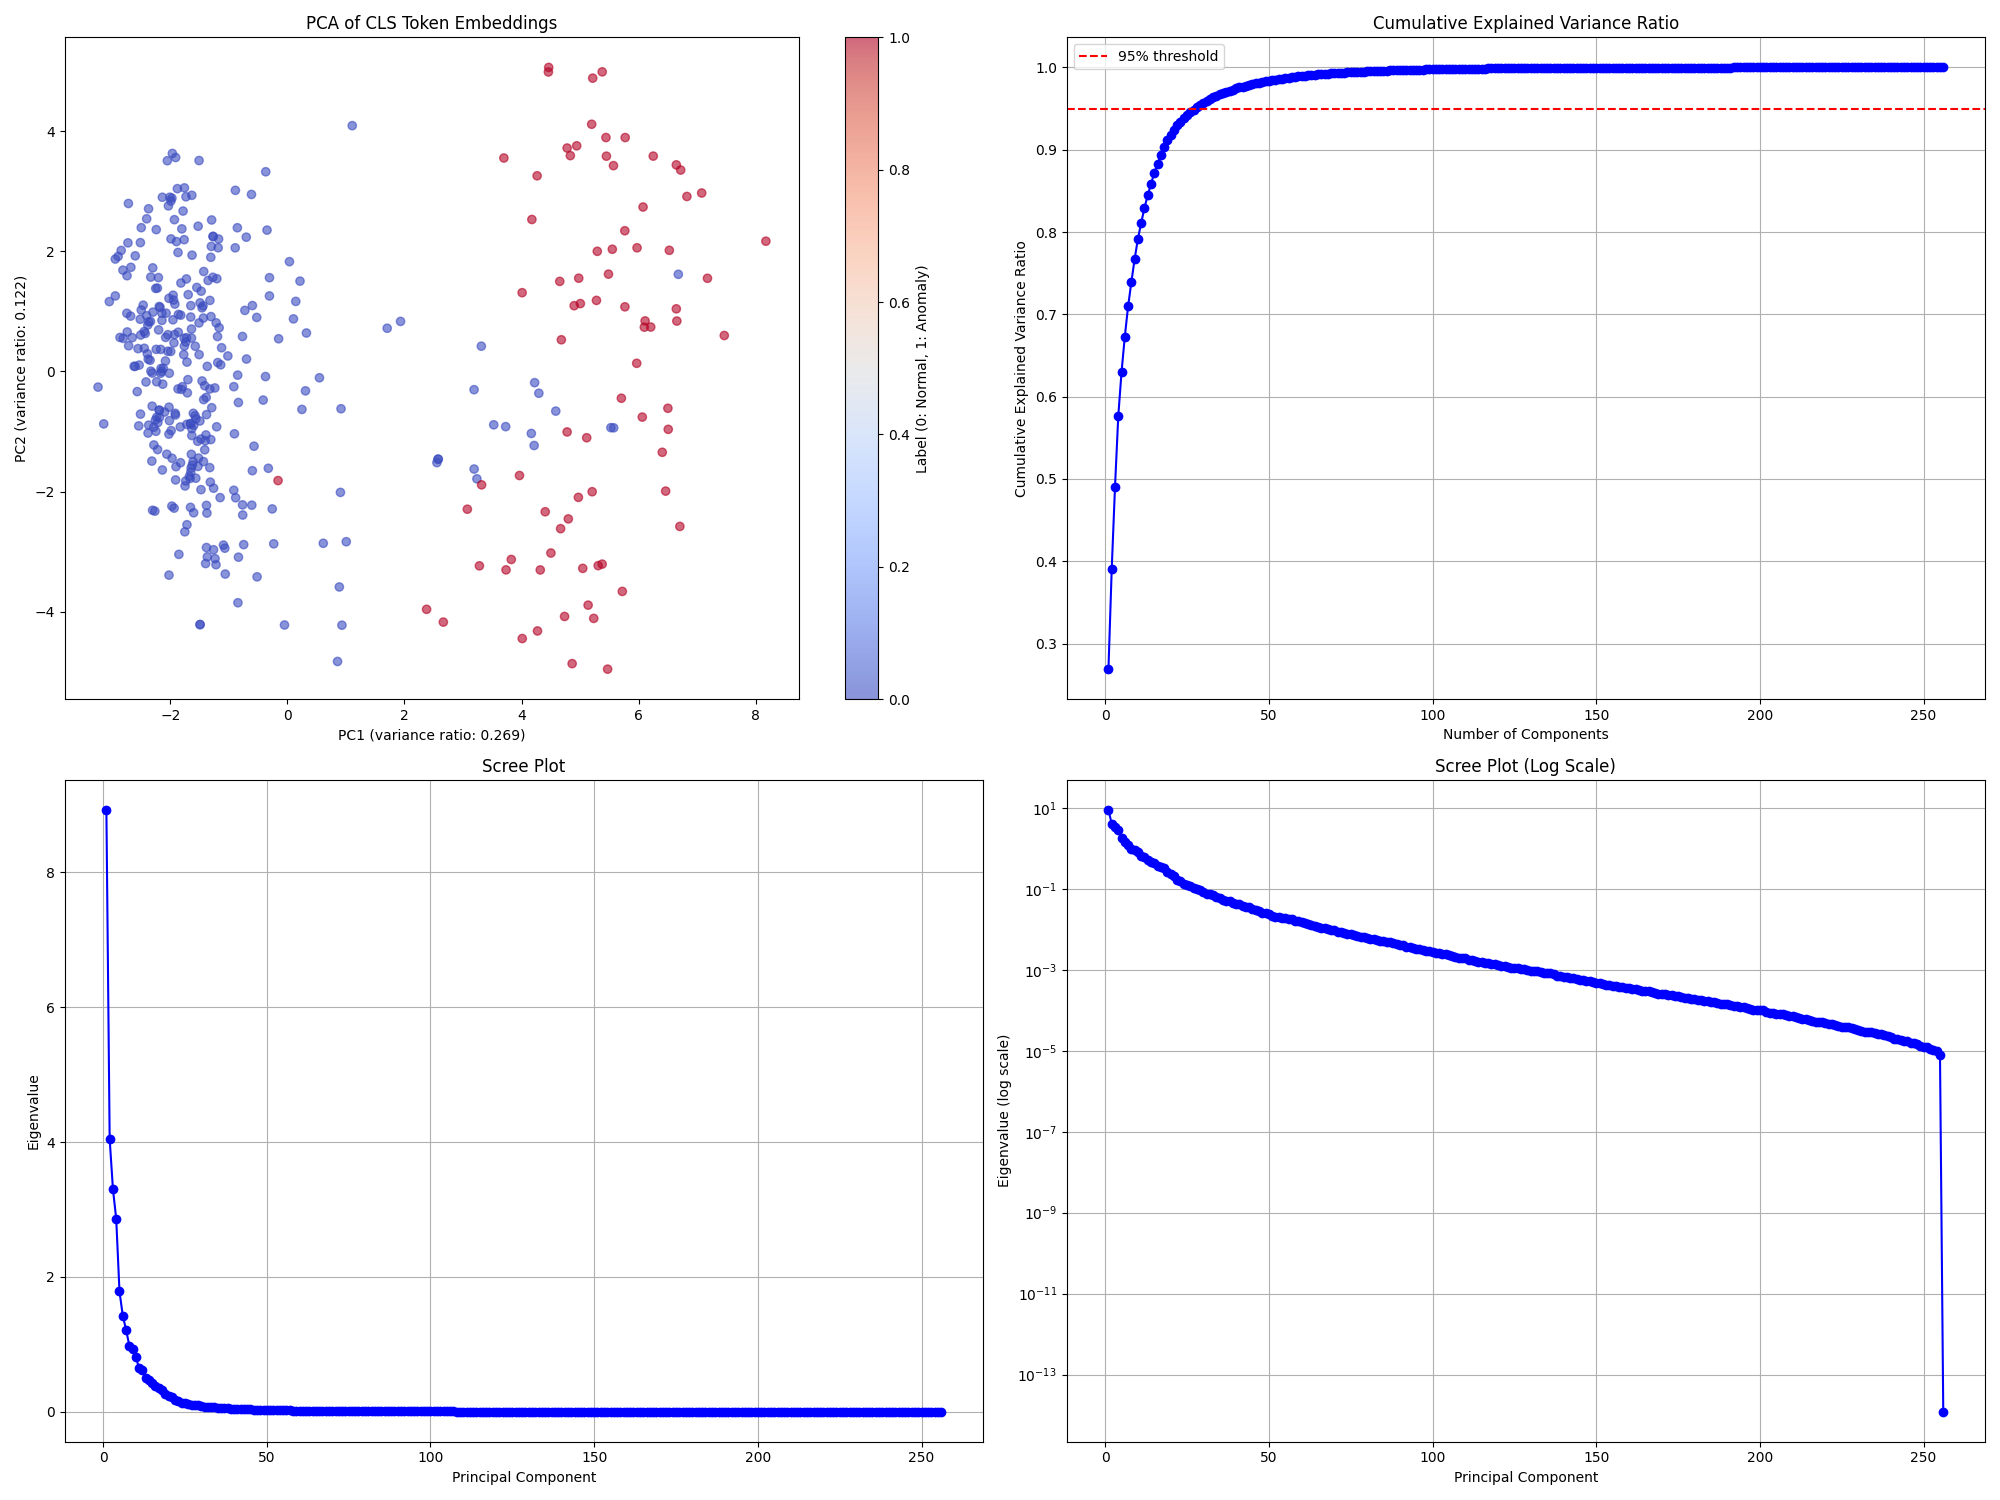 PCA of CLS Token Embeddings
4
2
0
−2
−4
PC2 (variance ratio: 0.122)
−2 0 2 4 6 8
PC1 (variance ratio: 0.269)
1.0
0.8
0.6
0.4
0.2
0.0
Label (0: Normal, 1: Anomaly)
Cumulative Explained Variance Ratio
95% threshold
1.0
0.9
0.8
0.7
0.6
0.5
0.4
0.3
Cumulative Explained Variance Ratio
0 50 100 150 200 250
Number of Components
Scree Plot
8
6
4
2
0
Eigenvalue
0 50 100 150 200 250
Principal Component
Scree Plot (Log Scale)
10¹
10⁻¹
10⁻³
10⁻⁵
10⁻⁷
10⁻⁹
10⁻¹¹
10⁻¹³
Eigenvalue (log scale)
0 50 100 150 200 250
Principal Component